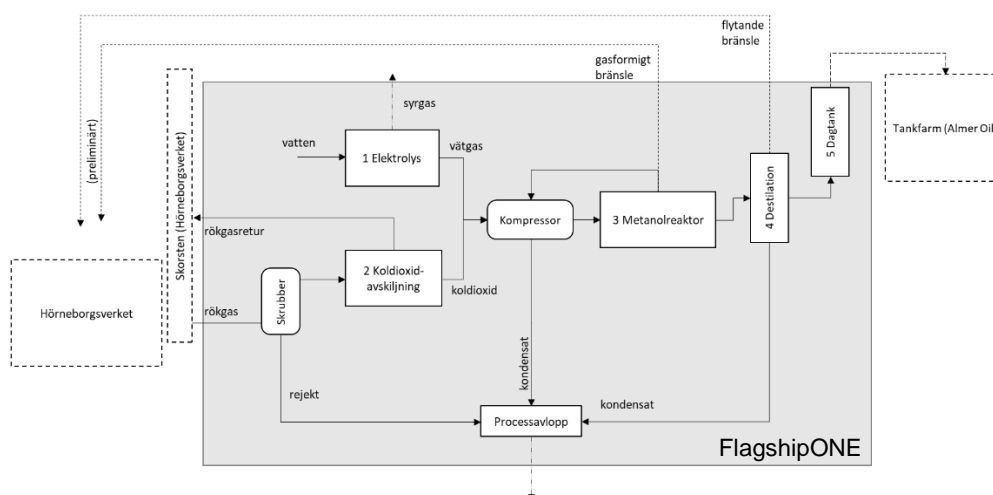 flytande
bränsle
gasformigt
bränsle
syrgas
(preliminärt)
Skorsten (Hörneborgsverket)
vatten
1 Elektrolys
vätgas
5 Dagtank
Tankfarm (Almer Oil
Kompressor
3 Metanolreaktor
4 Destilation
rökgasretur
2 Koldioxid-
avskiljning
koldioxid
Skrubber
Hörneborgsverket
rökgas
kondensat
rejekt
kondensat
Processavlopp
FlagshipONE